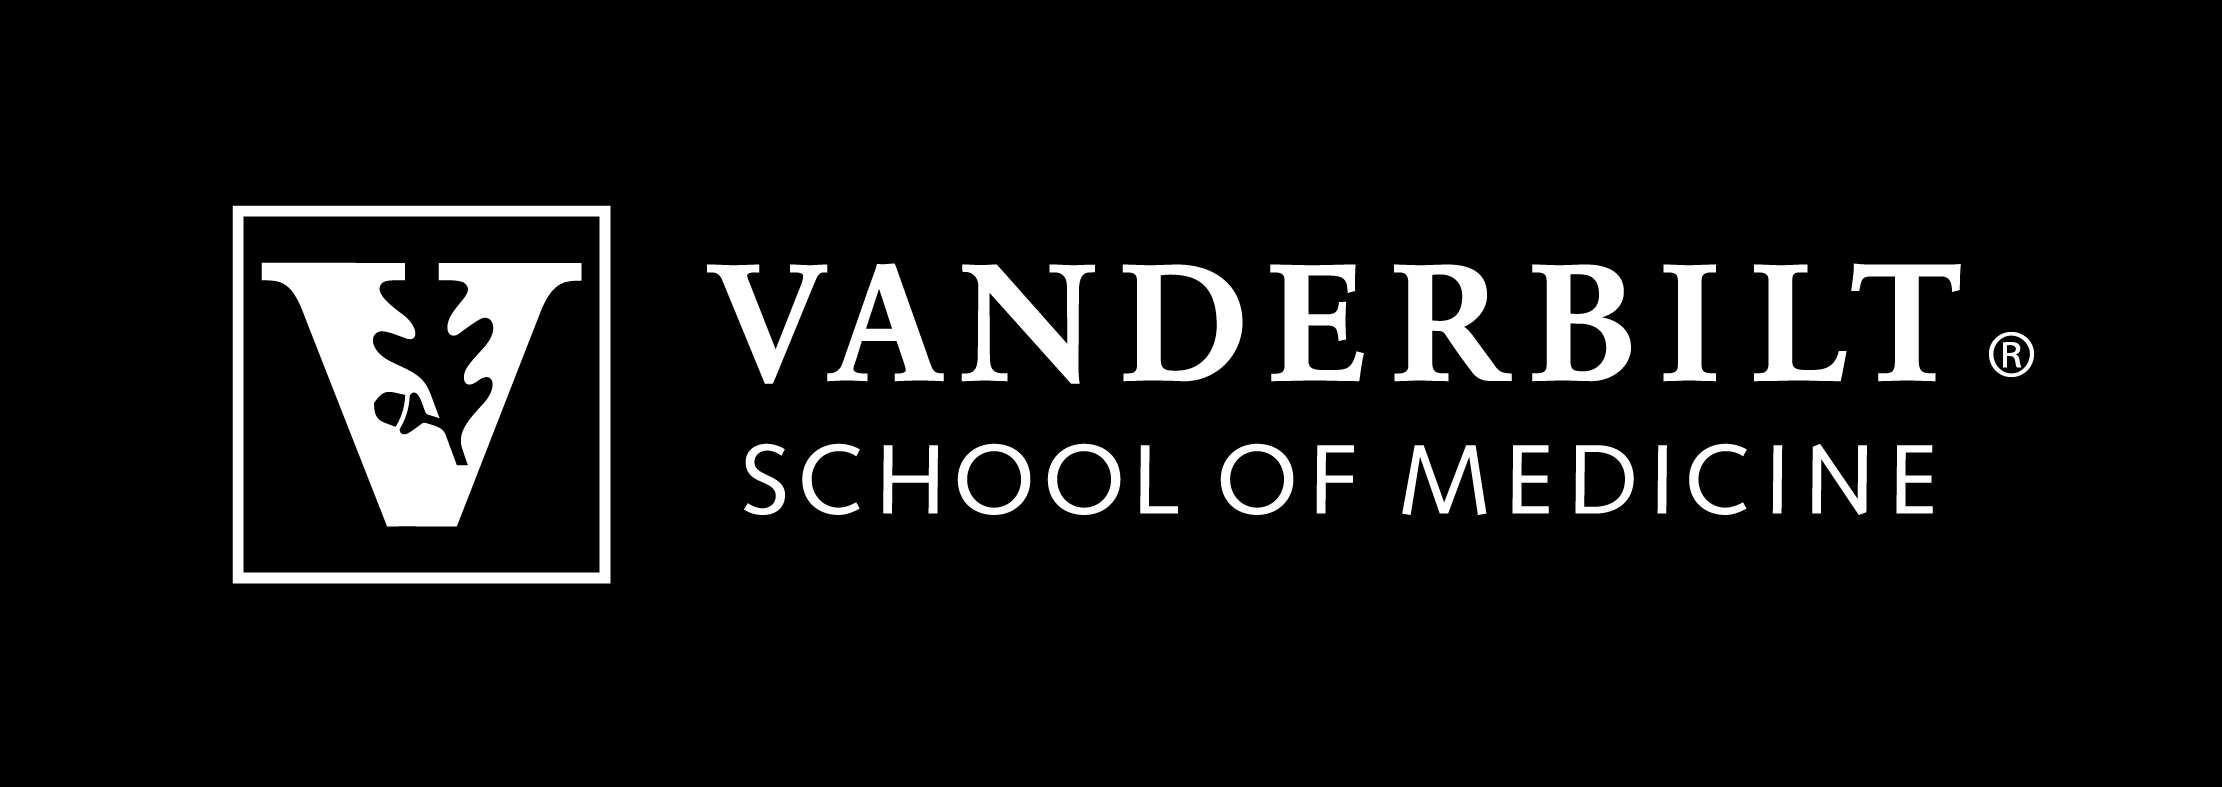 V
VANDERBILT®
SCHOOL OF MEDICINE